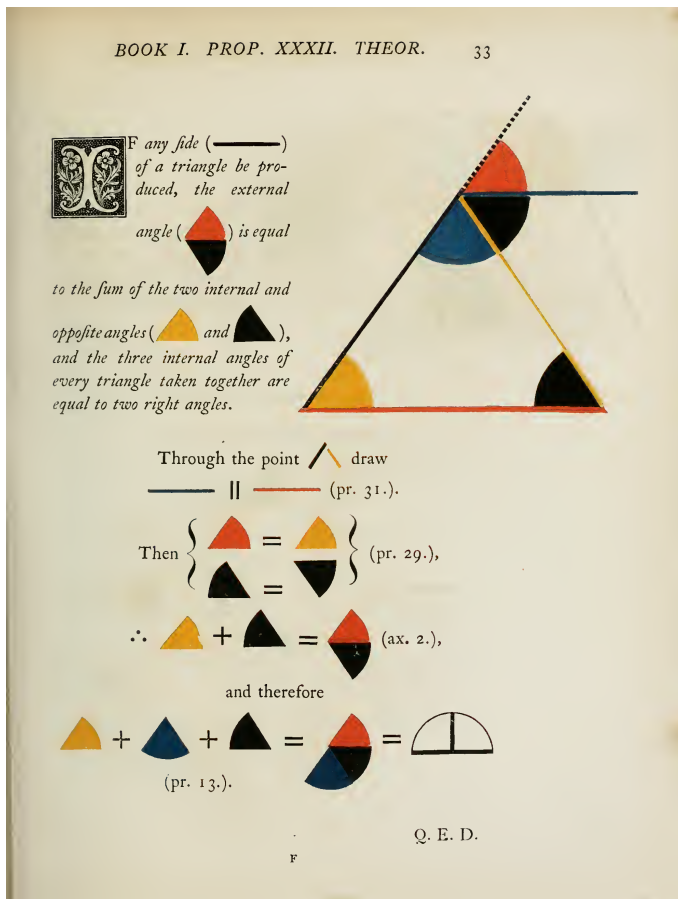 BOOK I. PROP. XXXII. THEOR. 33
IF any ſide ( )
of a triangle be pro-
duced, the external
angle ( ) is equal
to the ſum of the two internal and
oppoſite angles ( and ),
and the three internal angles of
every triangle taken together are
equal to two right angles.
Through the point draw
|| (pr. 31.).
Then { = } (pr. 29.),
=
∴ + = (ax. 2.),
and therefore
+ + = =
(pr. 13.).
Q. E. D.
F